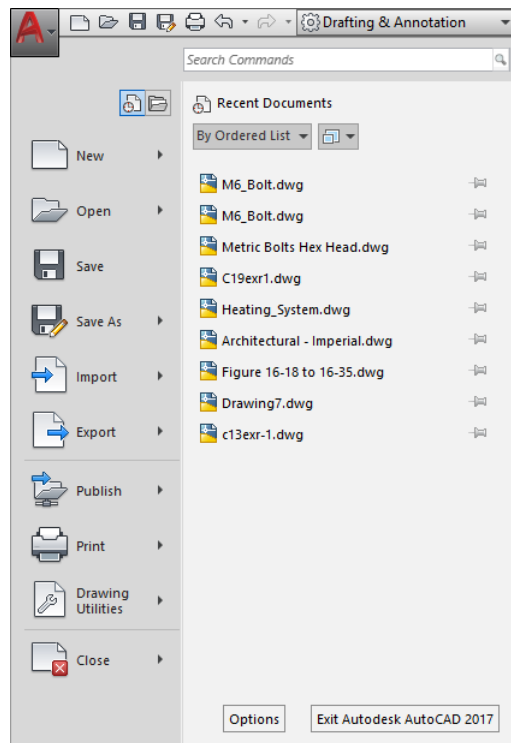 A
Drafting & Annotation
Search Commands
Recent Documents
By Ordered List
New
Open
Save
Save As
Import
Export
Publish
Print
Drawing
Utilities
Close
M6_Bolt.dwg
M6_Bolt.dwg
Metric Bolts Hex Head.dwg
C19exr1.dwg
Heating_System.dwg
Architectural - Imperial.dwg
Figure 16-18 to 16-35.dwg
Drawing7.dwg
c13exr-1.dwg
Options
Exit Autodesk AutoCAD 2017